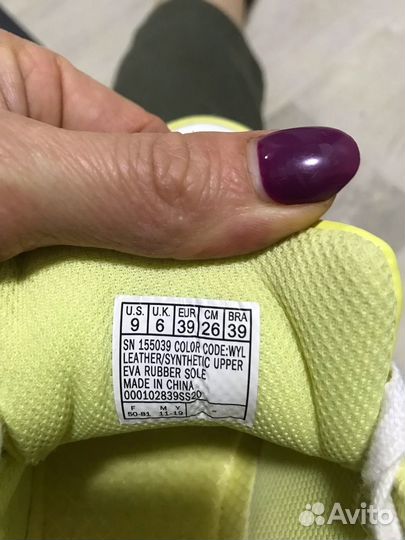 U.S. U.K. EUR CM BRA
9 6 39 26 39
SN 155039 COLOR CODE:WYL
LEATHER/SYNTHETIC UPPER
EVA RUBBER SOLE
MADE IN CHINA
000102839SS20
F M Y
50-81 11-19 -
Avito